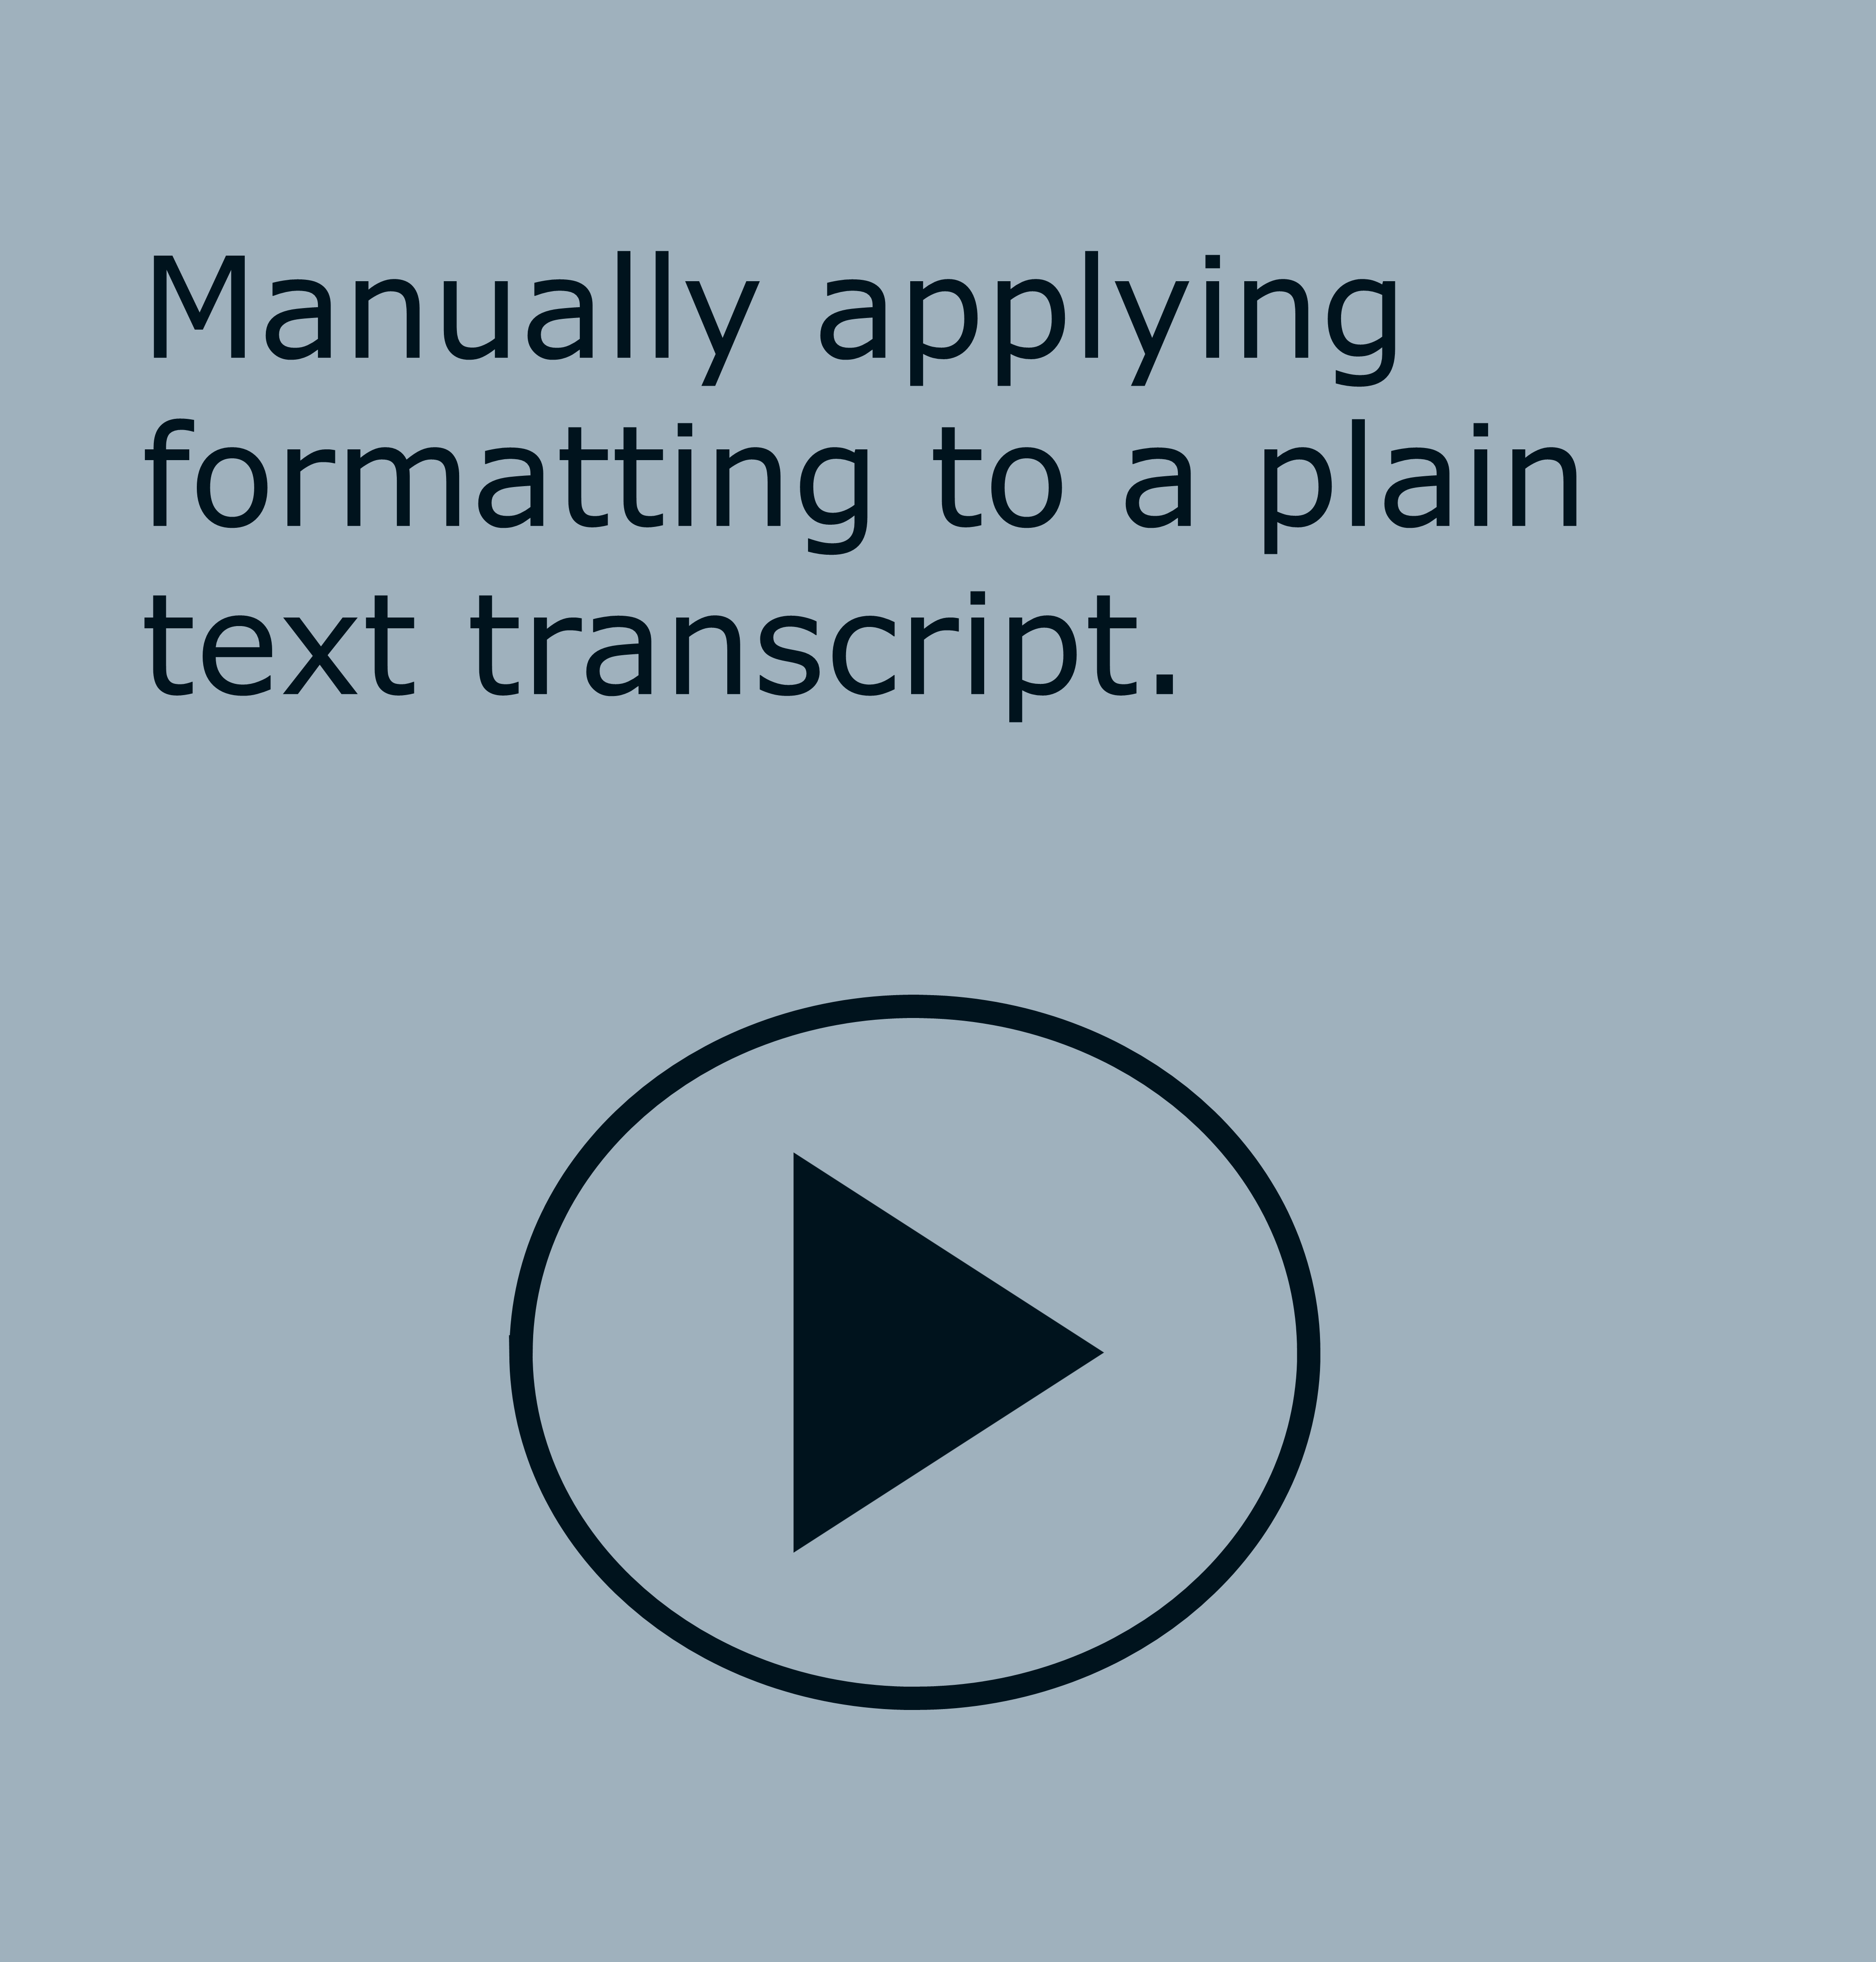 Manually applying
formatting to a plain
text transcript.